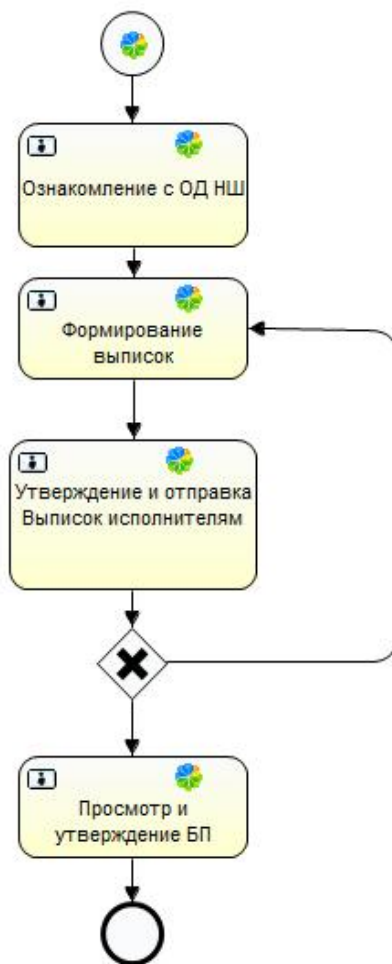 Ознакомление с ОД НШ
Формирование
выписок
Утверждение и отправка
Выписок исполнителям
Просмотр и
утверждение БП